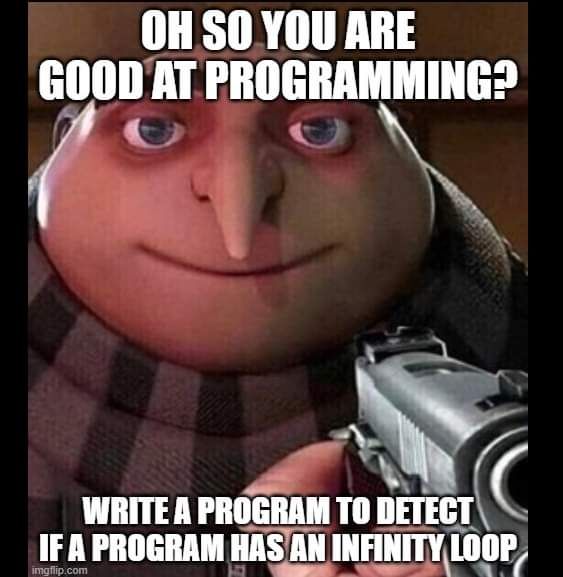 OH SO YOU ARE
GOOD AT PROGRAMMING?
WRITE A PROGRAM TO DETECT
IF A PROGRAM HAS AN INFINITY LOOP
imgflip.com